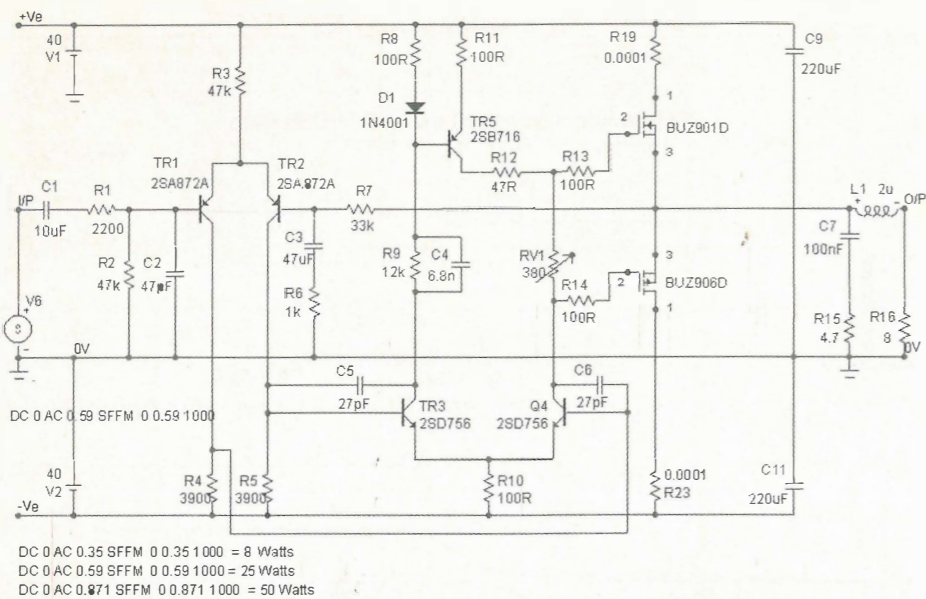 +Ve
40
V1
R3
47k
R8
100R
R11
100R
R19
0.0001
C9
220uF
D1
1N4001
TR5
2SB716
1
2
BUZ901D
3
R12
47R
R13
100R
TR1
2SA872A
TR2
2SA872A
I/P
C1
10uF
R1
2200
R7
33k
L1 2u
+
-
O/P
C7
100nF
R2
47k
C2
47pF
C3
47uF
R6
1k
R9
12k
C4
6.8n
RV1
380
R14
100R
3
2
BUZ906D
1
V6
+
-
R15
4.7
R16
8
0V
0V
C5
27pF
C6
27pF
DC 0 AC 0.59 SFFM 0 0.59 1000
TR3
2SD756
Q4
2SD756
40
V2
R4
3900
R5
3900
R10
100R
0.0001
R23
C11
220uF
-Ve
DC 0 AC 0.35 SFFM 0 0.35 1000 = 8 Watts
DC 0 AC 0.59 SFFM 0 0.59 1000 = 25 Watts
DC 0 AC 0.871 SFFM 0 0.871 1000 = 50 Watts